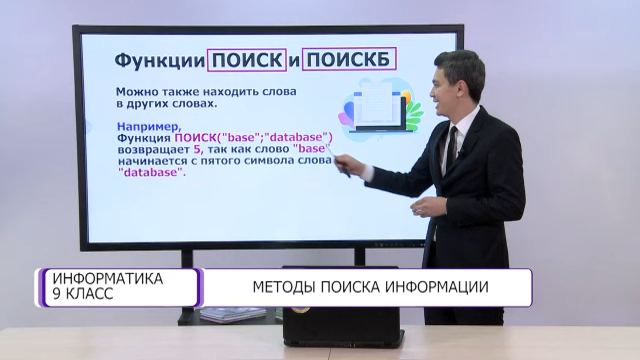 Функции ПОИСК и ПОИСКБ
Можно также находить слова
в других словах.
Например,
Функция ПОИСК("base";"database")
возвращает 5, так как слово "base"
начинается с пятого символа слова
"database".
ИНФОРМАТИКА
9 КЛАСС
МЕТОДЫ ПОИСКА ИНФОРМАЦИИ